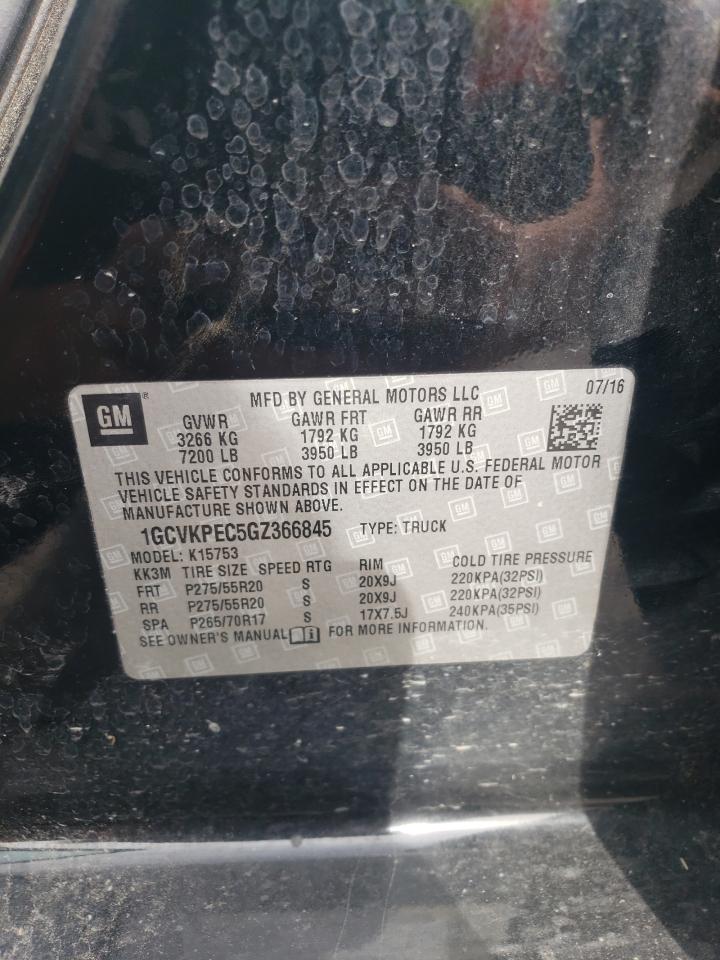 GM ®
MFD BY GENERAL MOTORS LLC 07/16
GVWR GAWR FRT GAWR RR
3266 KG 1792 KG 1792 KG
7200 LB 3950 LB 3950 LB
THIS VEHICLE CONFORMS TO ALL APPLICABLE U.S. FEDERAL MOTOR
VEHICLE SAFETY STANDARDS IN EFFECT ON THE DATE OF
MANUFACTURE SHOWN ABOVE.
1GCVKPEC5GZ366845 TYPE: TRUCK
MODEL: K15753
KK3M TIRE SIZE SPEED RTG RIM COLD TIRE PRESSURE
FRT P275/55R20 S 20X9J 220KPA(32PSI)
RR P275/55R20 S 20X9J 220KPA(32PSI)
SPA P265/70R17 S 17X7.5J 240KPA(35PSI)
SEE OWNER'S MANUAL FOR MORE INFORMATION.